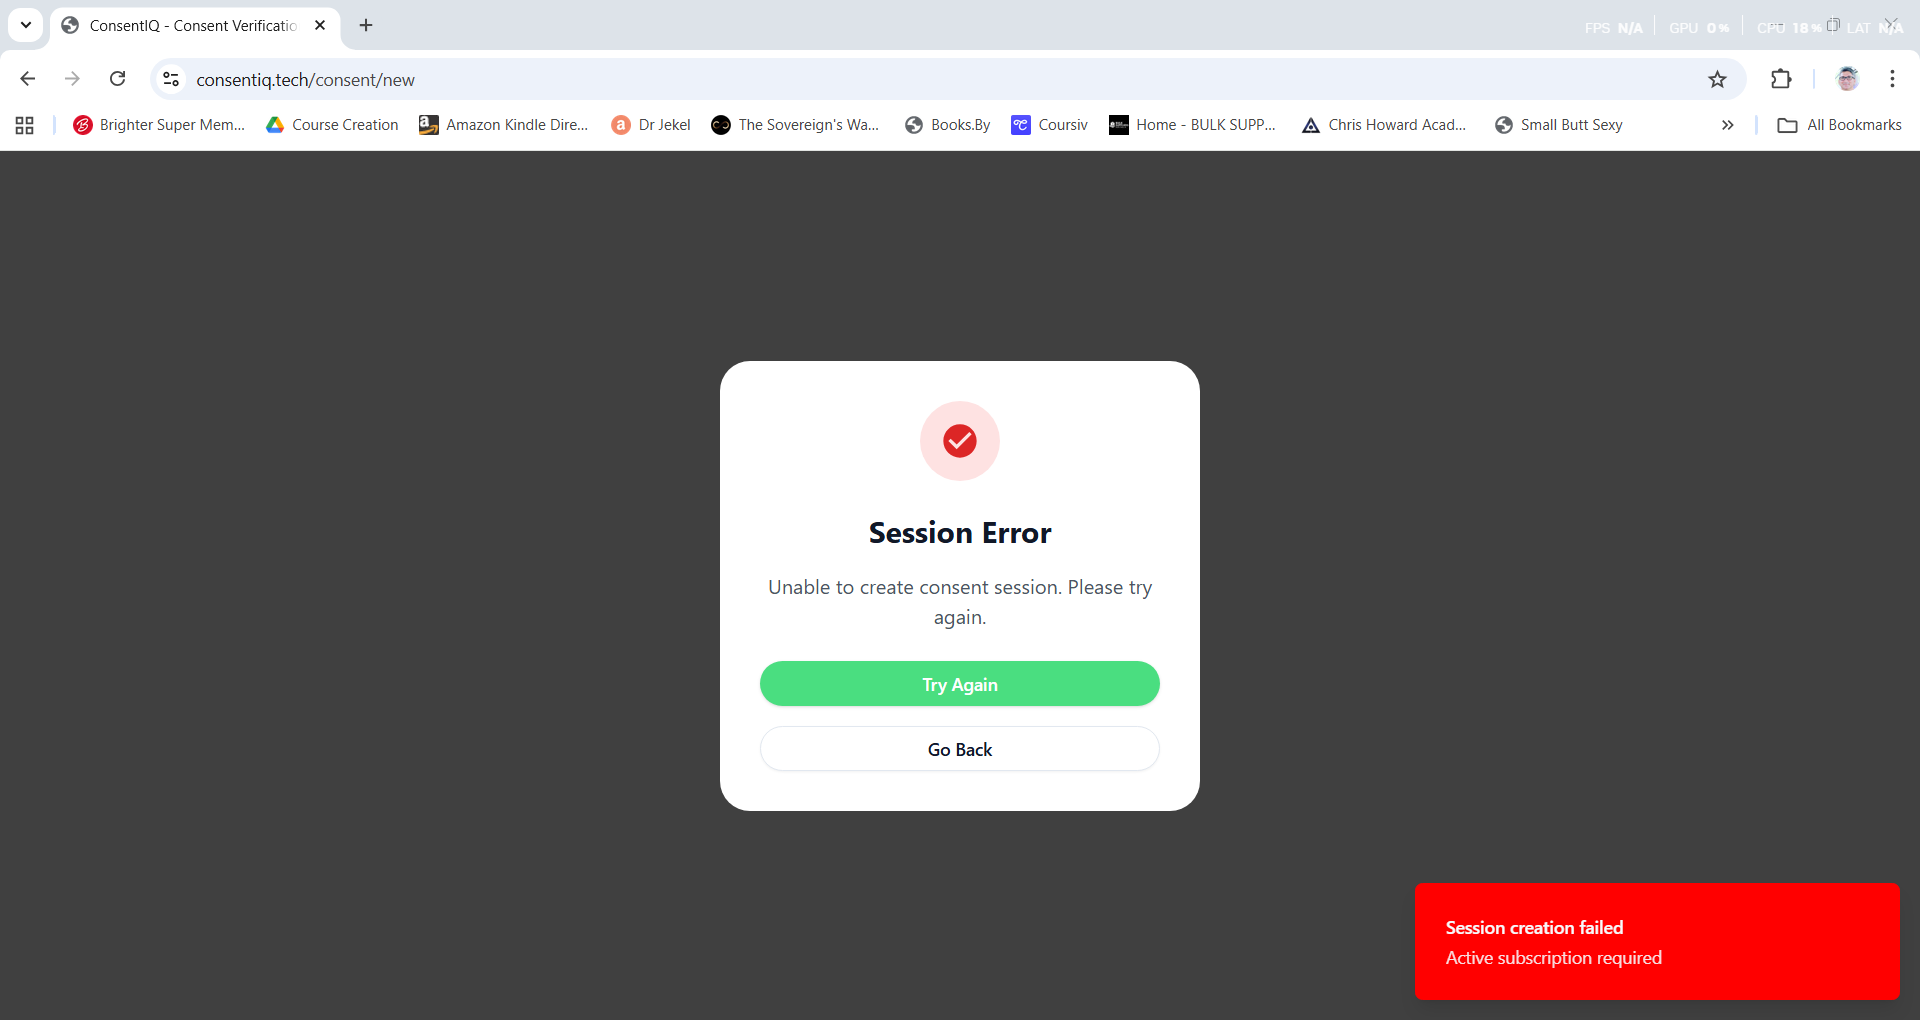 ConsentIQ - Consent Verificatio
FPS N/A GPU 0% CPU 18% LAT N/A
consentiq.tech/consent/new
Brighter Super Mem... Course Creation Amazon Kindle Dire... Dr Jekel The Sovereign's Wa... Books.By Coursiv Home - BULK SUPP... Chris Howard Acad... Small Butt Sexy All Bookmarks
Session Error
Unable to create consent session. Please try
again.
Try Again
Go Back
Session creation failed
Active subscription required